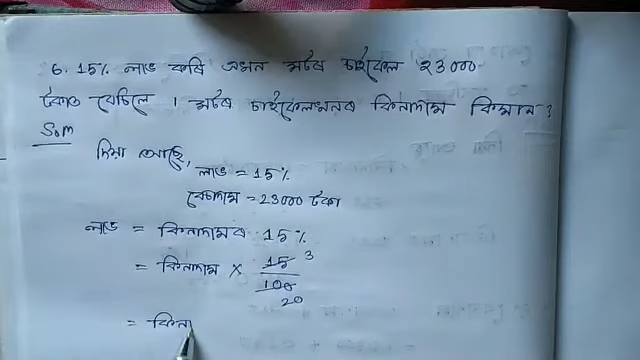 6. 15% লাভ কৰি এখন মটৰ চাইকেল 23000
টকাত বেচিলে । মটৰ চাইকেলখনৰ কিনাদাম কিমান ?
Som
দিয়া আছে,
লাভ = 15%
বেচাদাম = 23000 টকা
লাভ = কিনাদামৰ 15%
= কিনাদাম × 15 3
100
20
= কিনা